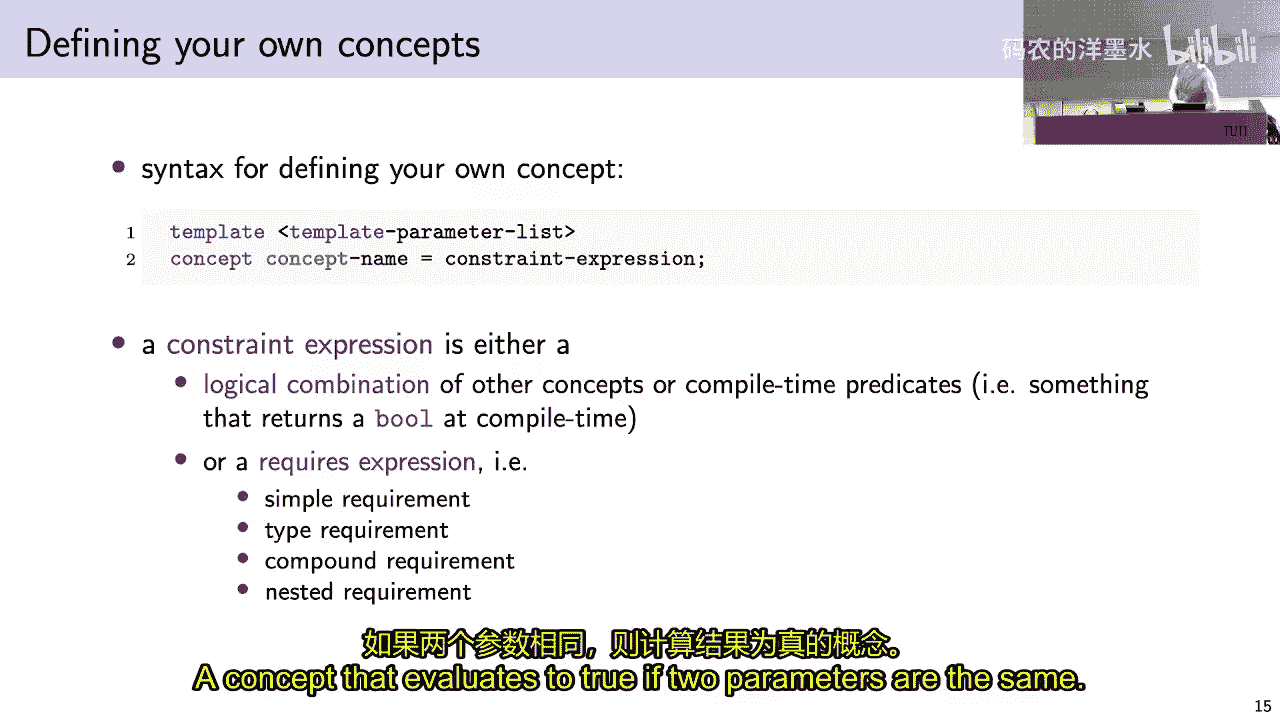 Defining your own concepts
码农的洋墨水 bilibili
TUM
• syntax for defining your own concept:
1 template <template-parameter-list>
2 concept concept-name = constraint-expression;
• a constraint expression is either a
• logical combination of other concepts or compile-time predicates (i.e. something
that returns a bool at compile-time)
• or a requires expression, i.e.
• simple requirement
• type requirement
• compound requirement
• nested requirement
如果两个参数相同，则计算结果为真的概念。
A concept that evaluates to true if two parameters are the same.
15